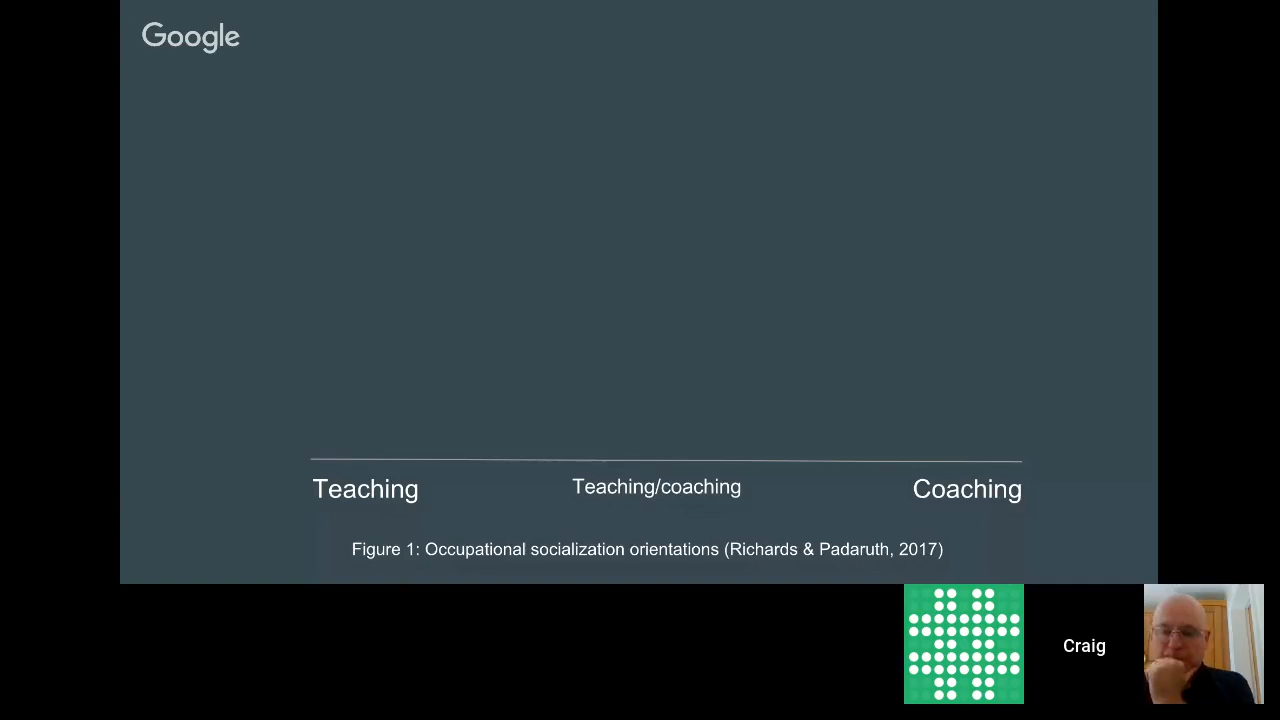 Google
Teaching
Teaching/coaching
Coaching
Figure 1: Occupational socialization orientations (Richards & Padaruth, 2017)
Craig